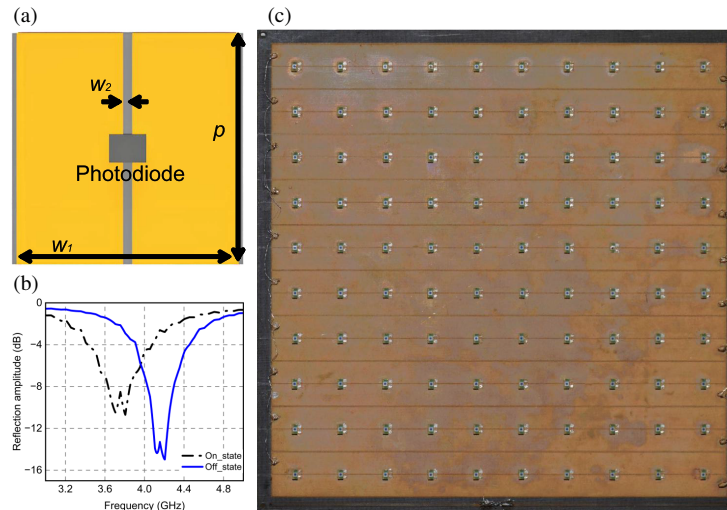 (a)
w2
p
Photodiode
w1
(b)
0
−4
−8
−12
−16
Reflection amplitude (dB)
On_state
Off_state
3.2 3.6 4.0 4.4 4.8
Frequency (GHz)
(c)